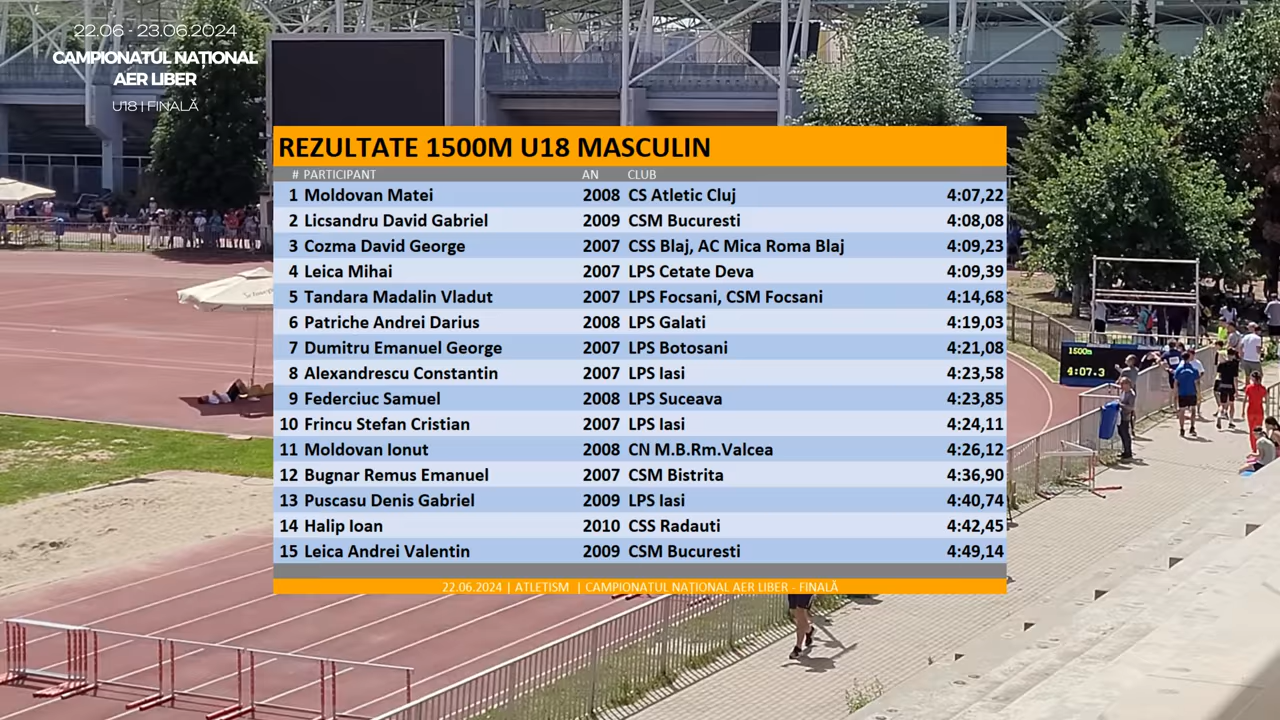 22.06 - 23.06.2024
CAMPIONATUL NAȚIONAL
AER LIBER
U18 | FINALĂ
REZULTATE 1500M U18 MASCULIN
# PARTICIPANT AN CLUB
1 Moldovan Matei 2008 CS Atletic Cluj 4:07,22
2 Licsandru David Gabriel 2009 CSM Bucuresti 4:08,08
3 Cozma David George 2007 CSS Blaj, AC Mica Roma Blaj 4:09,23
4 Leica Mihai 2007 LPS Cetate Deva 4:09,39
5 Tandara Madalin Vladut 2007 LPS Focsani, CSM Focsani 4:14,68
6 Patriche Andrei Darius 2008 LPS Galati 4:19,03
7 Dumitru Emanuel George 2007 LPS Botosani 4:21,08
8 Alexandrescu Constantin 2007 LPS Iasi 4:23,58
9 Federciuc Samuel 2008 LPS Suceava 4:23,85
10 Frincu Stefan Cristian 2007 LPS Iasi 4:24,11
11 Moldovan Ionut 2008 CN M.B.Rm.Valcea 4:26,12
12 Bugnar Remus Emanuel 2007 CSM Bistrita 4:36,90
13 Puscasu Denis Gabriel 2009 LPS Iasi 4:40,74
14 Halip Ioan 2010 CSS Radauti 4:42,45
15 Leica Andrei Valentin 2009 CSM Bucuresti 4:49,14
22.06.2024 | ATLETISM | CAMPIONATUL NATIONAL AER LIBER - FINALĂ
1500m
4:07.3